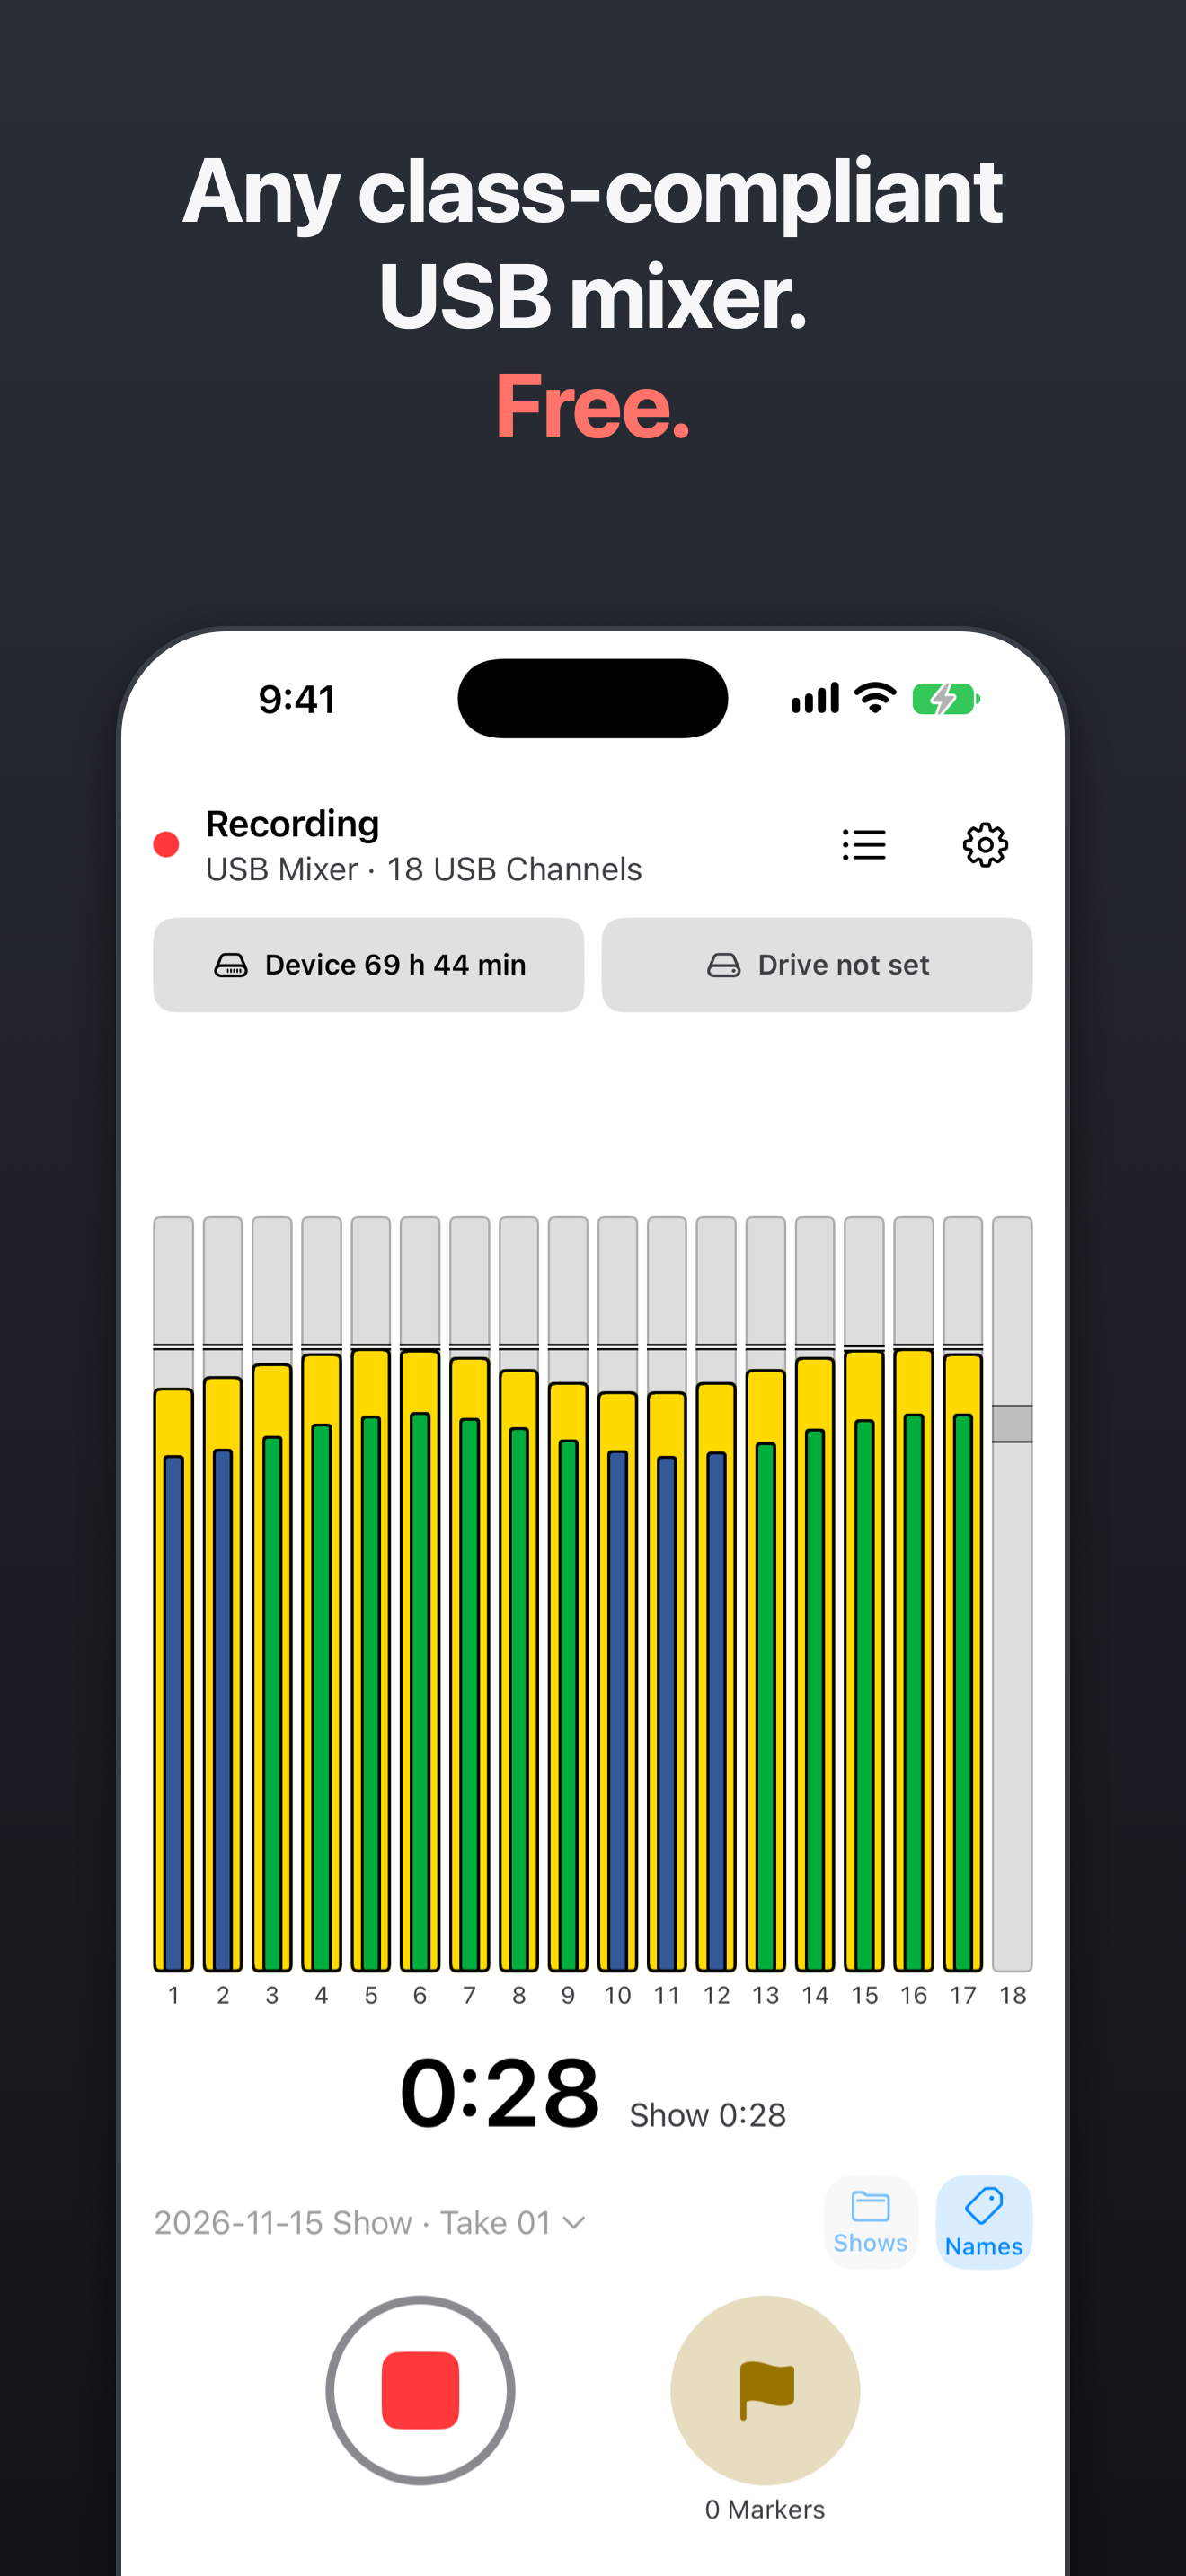 Any class-compliant
USB mixer.
Free.
9:41
Recording
USB Mixer · 18 USB Channels
Device 69 h 44 min
Drive not set
1 2 3 4 5 6 7 8 9 10 11 12 13 14 15 16 17 18
0:28 Show 0:28
2026-11-15 Show · Take 01
Shows
Names
0 Markers